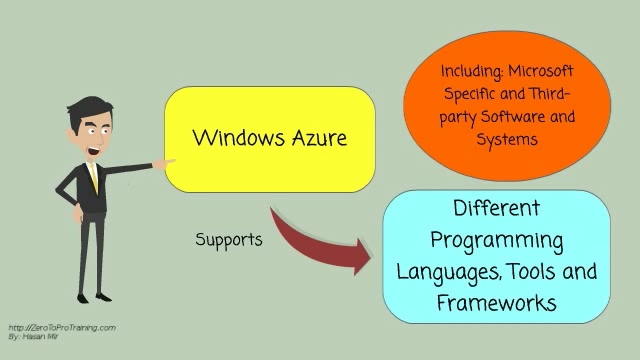 Including: Microsoft
Specific and Third-
party Software and
Systems
Windows Azure
Supports
Different
Programming
Languages, Tools and
Frameworks
http://ZeroToProTraining.com
By: Hasan Mir